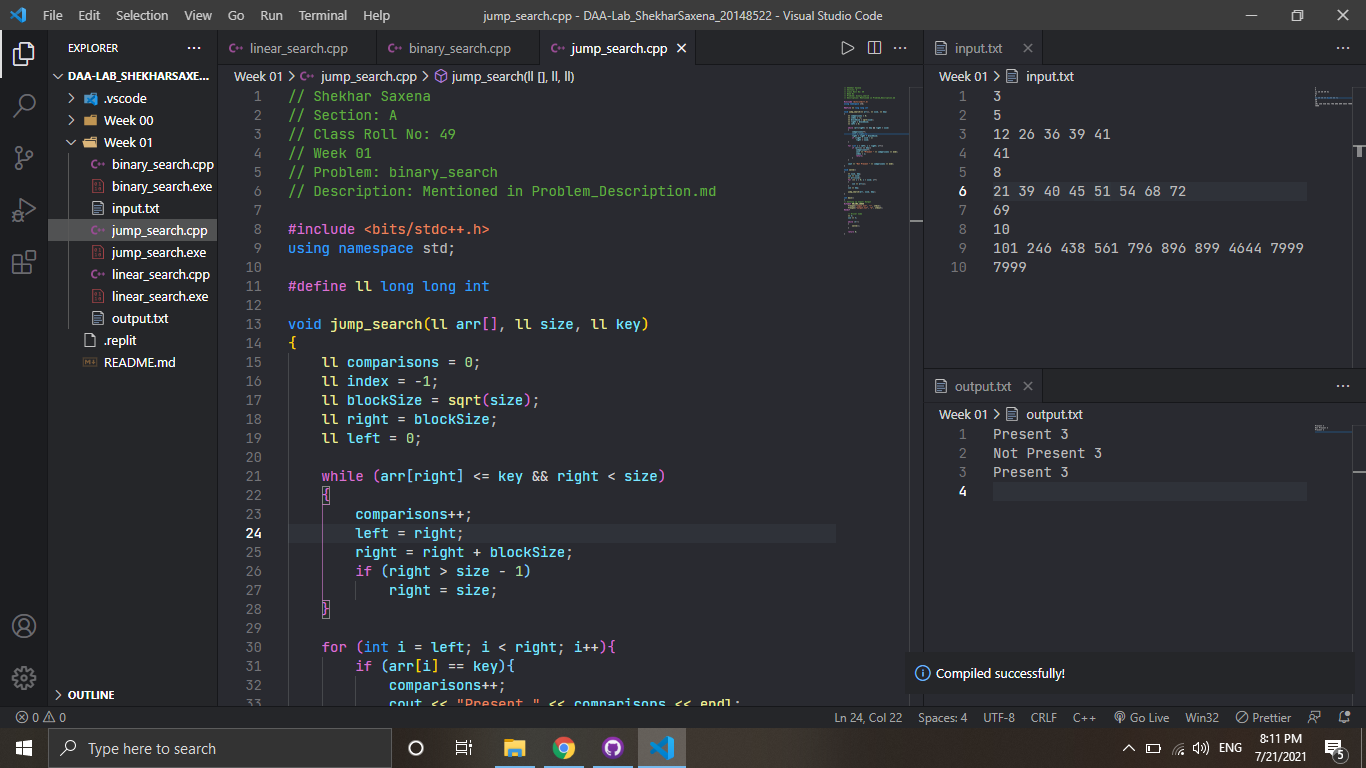 File Edit Selection View Go Run Terminal Help
jump_search.cpp - DAA-Lab_ShekharSaxena_20148522 - Visual Studio Code
EXPLORER
DAA-LAB_SHEKHARSAXE...
.vscode
Week 00
Week 01
binary_search.cpp
binary_search.exe
input.txt
jump_search.cpp
jump_search.exe
linear_search.cpp
linear_search.exe
output.txt
.replit
README.md
OUTLINE
linear_search.cpp binary_search.cpp jump_search.cpp
Week 01 > jump_search.cpp > jump_search(ll [], ll, ll)
1 // Shekhar Saxena
2 // Section: A
3 // Class Roll No: 49
4 // Week 01
5 // Problem: binary_search
6 // Description: Mentioned in Problem_Description.md
7
8 #include <bits/stdc++.h>
9 using namespace std;
10
11 #define ll long long int
12
13 void jump_search(ll arr[], ll size, ll key)
14 {
15 ll comparisons = 0;
16 ll index = -1;
17 ll blockSize = sqrt(size);
18 ll right = blockSize;
19 ll left = 0;
20
21 while (arr[right] <= key && right < size)
22 {
23 comparisons++;
24 left = right;
25 right = right + blockSize;
26 if (right > size - 1)
27 right = size;
28 }
29
30 for (int i = left; i < right; i++){
31 if (arr[i] == key){
32 comparisons++;
33 cout << "Present " << comparisons << endl;
input.txt
Week 01 > input.txt
1 3
2 5
3 12 26 36 39 41
4 41
5 8
6 21 39 40 45 51 54 68 72
7 69
8 10
9 101 246 438 561 796 896 899 4644 7999
10 7999
output.txt
Week 01 > output.txt
1 Present 3
2 Not Present 3
3 Present 3
4
Compiled successfully!
0 0
Ln 24, Col 22 Spaces: 4 UTF-8 CRLF C++ Go Live Win32 Prettier
Type here to search
ENG
8:11 PM
7/21/2021
5